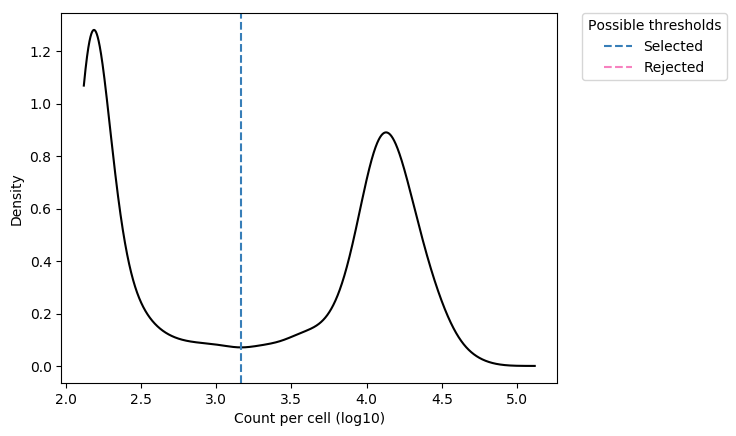 Possible thresholds
Selected
Rejected
1.2
1.0
0.8
0.6
0.4
0.2
0.0
Density
2.0 2.5 3.0 3.5 4.0 4.5 5.0
Count per cell (log10)